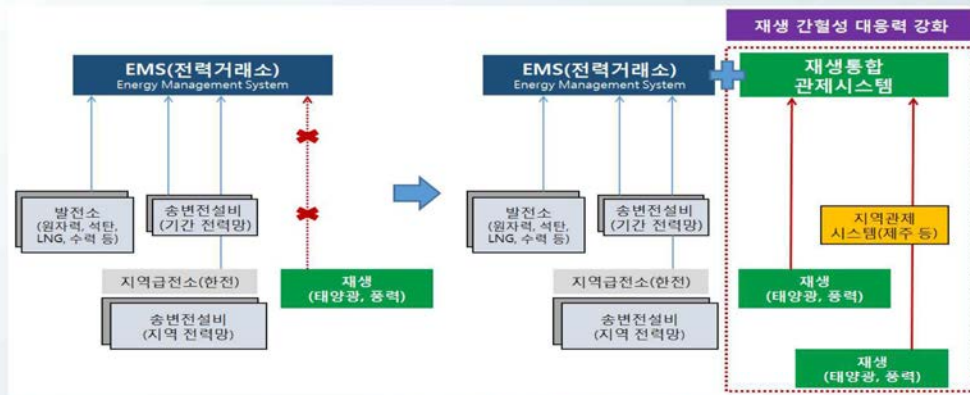 재생 간헐성 대응력 강화
EMS(전력거래소)
Energy Management System
발전소
(원자력, 석탄,
LNG, 수력 등)
송변전설비
(기간 전력망)
지역급전소(한전)
송변전설비
(지역 전력망)
재생
(태양광, 풍력)
EMS(전력거래소)
Energy Management System
재생통합
관제시스템
발전소
(원자력, 석탄,
LNG, 수력 등)
송변전설비
(기간 전력망)
지역급전소(한전)
송변전설비
(지역 전력망)
지역관제
시스템(제주 등)
재생
(태양광, 풍력)
재생
(태양광, 풍력)